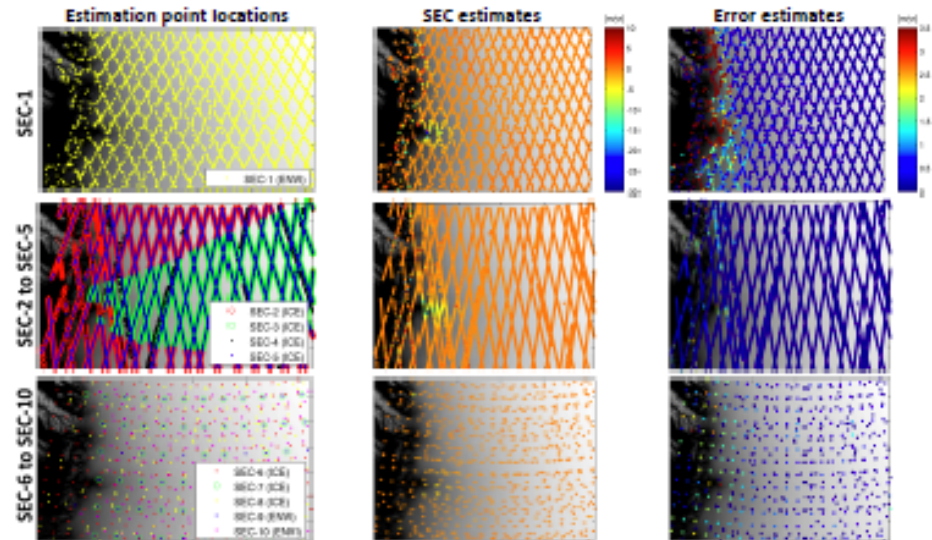 Estimation point locations
SEC estimates
Error estimates
SEC-1
SEC-1 (ENW)
SEC-2 to SEC-5
SEC-2 (ICE)
SEC-3 (ICE)
SEC-4 (ICE)
SEC-5 (ICE)
SEC-6 to SEC-10
SEC-6 (ICE)
SEC-7 (ICE)
SEC-8 (ICE)
SEC-9 (ENW)
SEC-10 (ENW)